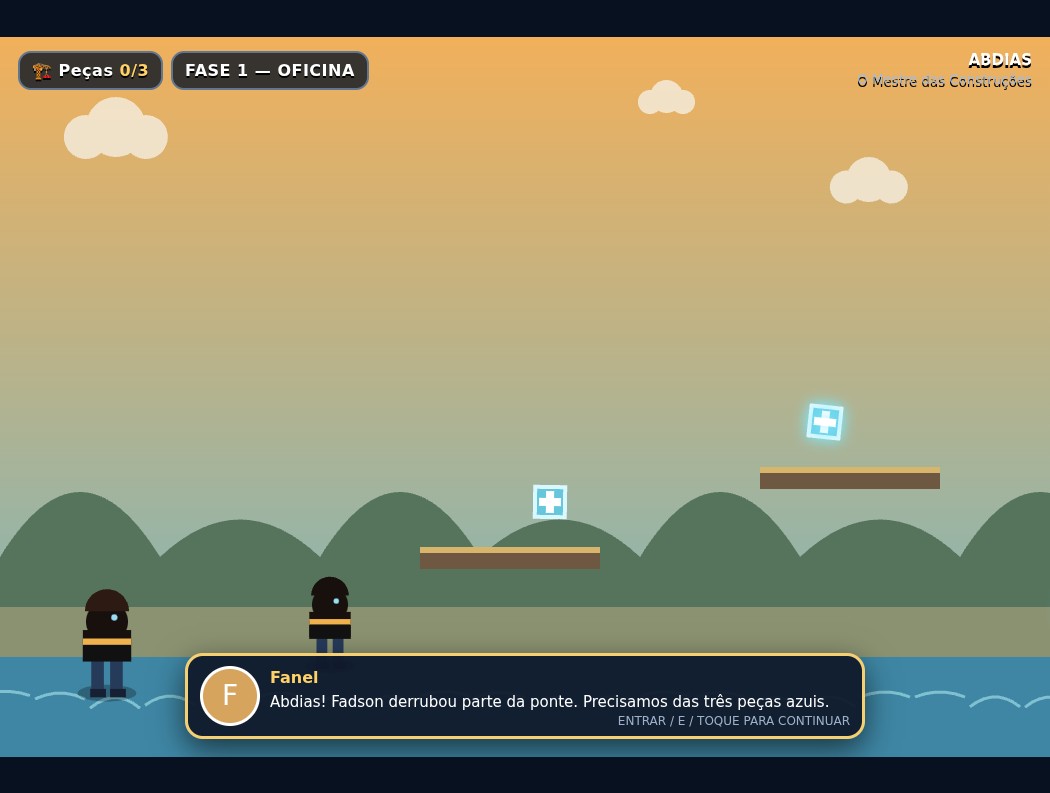 Peças 0/3
FASE 1 — OFICINA
ABDIAS
O Mestre das Construções
Fanel
F
Abdias! Fadson derrubou parte da ponte. Precisamos das três peças azuis.
ENTRAR / E / TOQUE PARA CONTINUAR